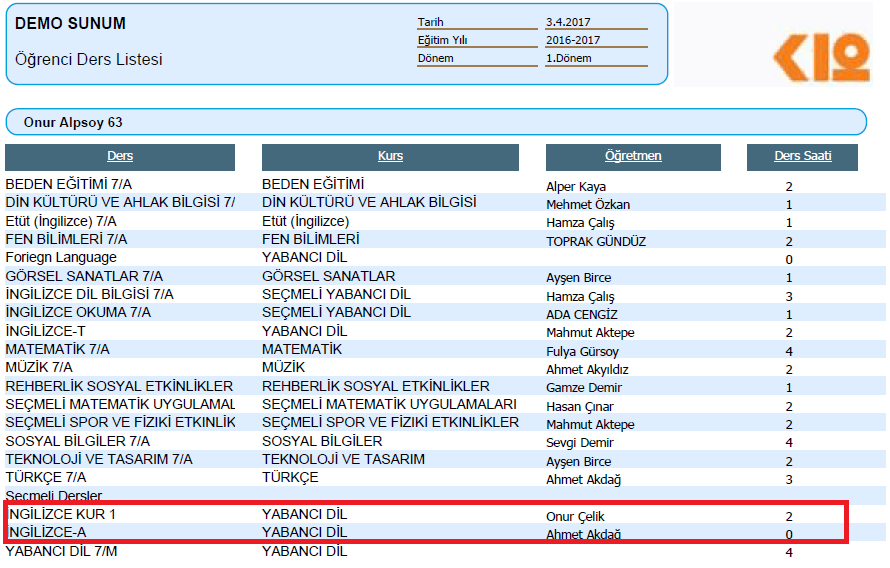 DEMO SUNUM
Öğrenci Ders Listesi
Tarih 3.4.2017
Eğitim Yılı 2016-2017
Dönem 1.Dönem
K12
Onur Alpsoy 63
Ders Kurs Öğretmen Ders Saati
BEDEN EĞİTİMİ 7/A BEDEN EĞİTİMİ Alper Kaya 2
DİN KÜLTÜRÜ VE AHLAK BİLGİSİ 7/ DİN KÜLTÜRÜ VE AHLAK BİLGİSİ Mehmet Özkan 1
Etüt (İngilizce) 7/A Etüt (İngilizce) Hamza Çalış 1
FEN BİLİMLERİ 7/A FEN BİLİMLERİ TOPRAK GÜNDÜZ 2
Foriegn Language YABANCI DİL 0
GÖRSEL SANATLAR 7/A GÖRSEL SANATLAR Ayşen Birce 1
İNGİLİZCE DİL BİLGİSİ 7/A SEÇMELİ YABANCI DİL Hamza Çalış 3
İNGİLİZCE OKUMA 7/A SEÇMELİ YABANCI DİL ADA CENGİZ 1
İNGİLİZCE-T YABANCI DİL Mahmut Aktepe 2
MATEMATİK 7/A MATEMATİK Fulya Gürsoy 4
MÜZİK 7/A MÜZİK Ahmet Akyıldız 2
REHBERLİK SOSYAL ETKİNLİKLER REHBERLİK SOSYAL ETKİNLİKLER Gamze Demir 1
SEÇMELİ MATEMATİK UYGULAMAL SEÇMELİ MATEMATİK UYGULAMALARI Hasan Çınar 2
SEÇMELİ SPOR VE FİZİKİ ETKINLİK SEÇMELİ SPOR VE FİZİKİ ETKINLİKLER Mahmut Aktepe 2
SOSYAL BİLGİLER 7/A SOSYAL BİLGİLER Sevgi Demir 4
TEKNOLOJİ VE TASARIM 7/A TEKNOLOJİ VE TASARIM Ayşen Birce 2
TÜRKÇE 7/A TÜRKÇE Ahmet Akdağ 3
Seçmeli Dersler
İNGİLİZCE KUR 1 YABANCI DİL Onur Çelik 2
İNGİLİZCE-A YABANCI DİL Ahmet Akdağ 0
YABANCI DİL 7/M YABANCI DİL 4